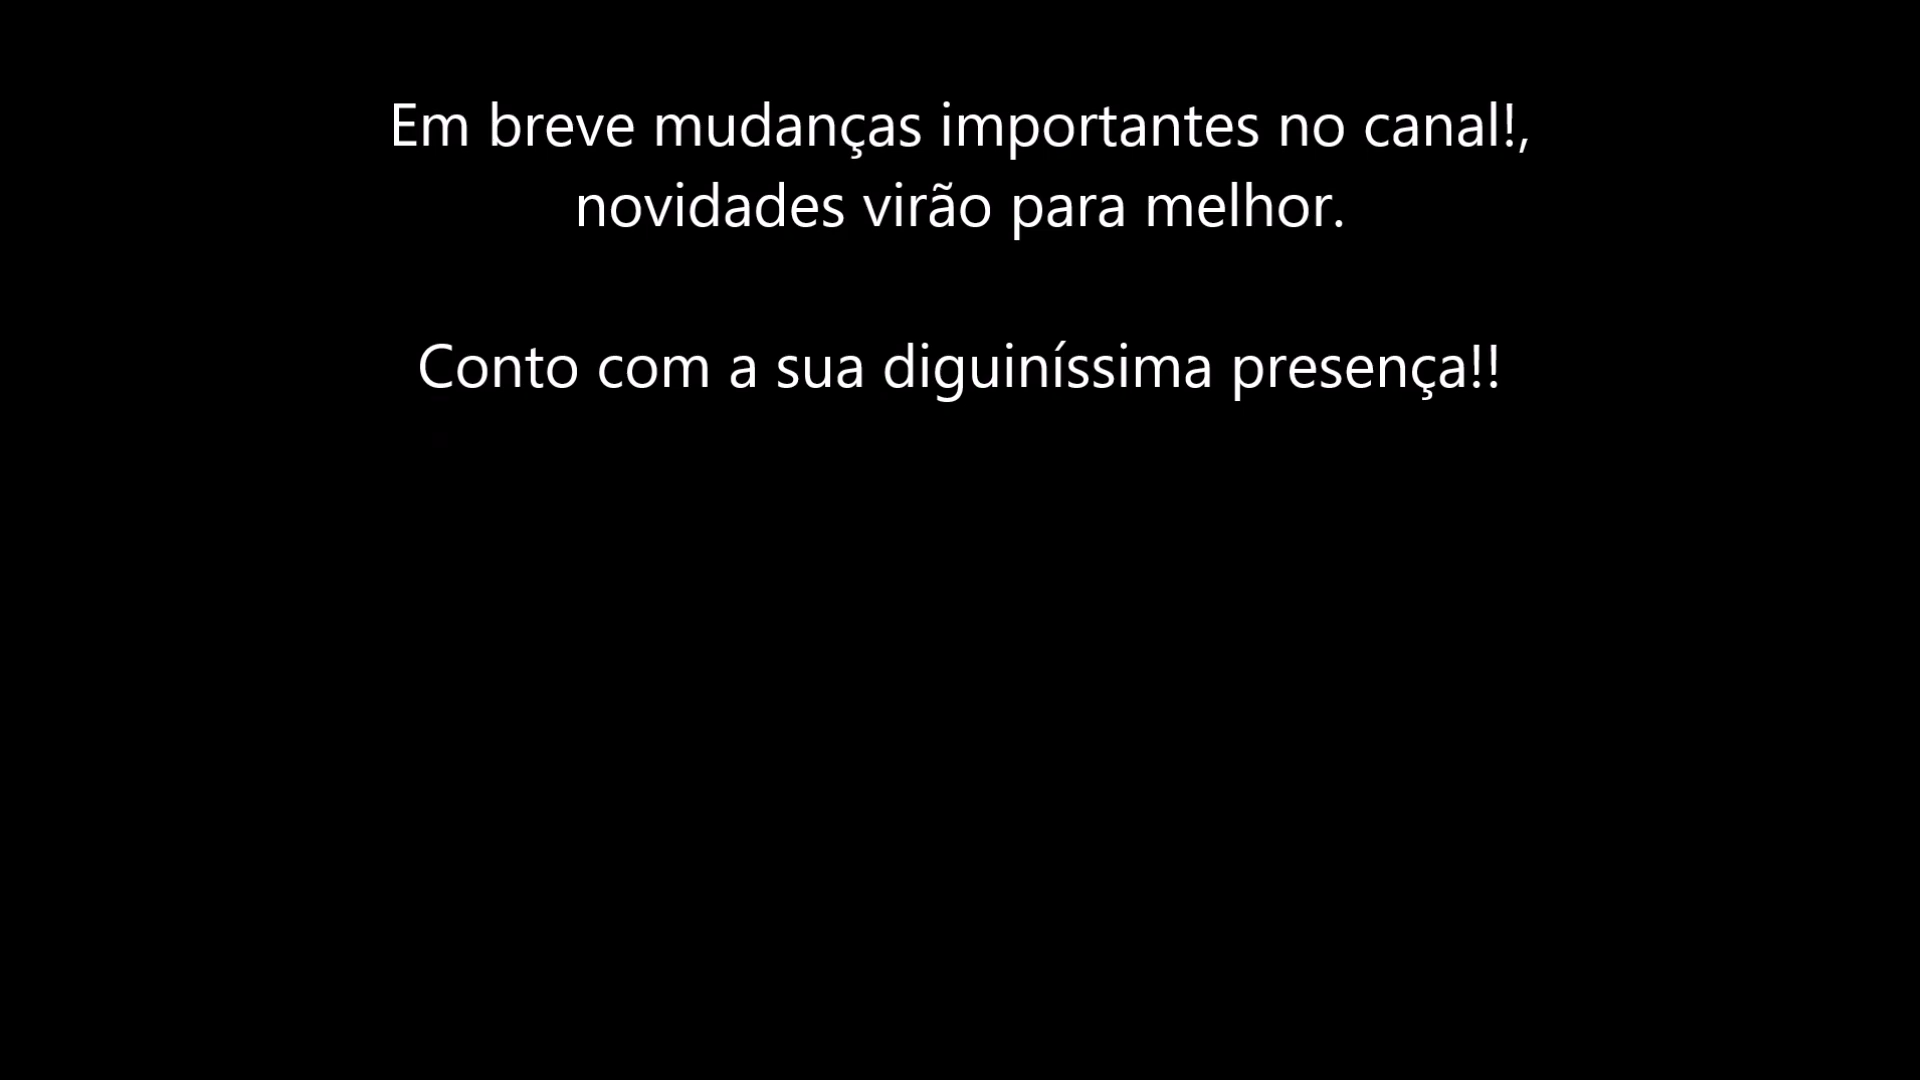 Em breve mudanças importantes no canal!,
novidades virão para melhor.
Conto com a sua diguiníssima presença!!